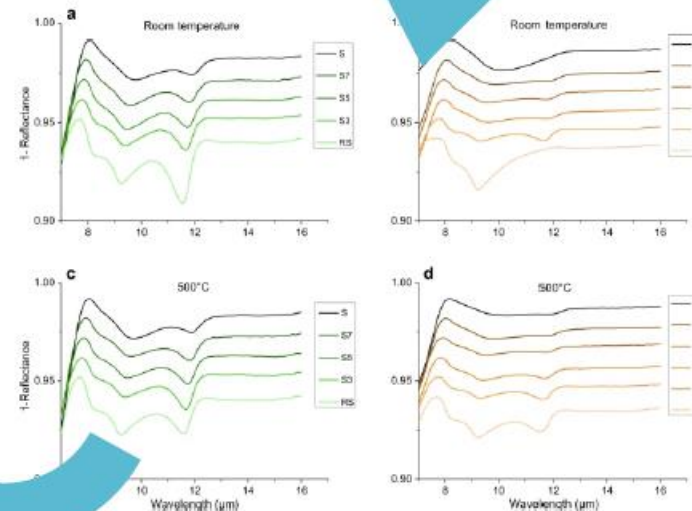 a
Room temperature
1.00
0.95
0.90
1- Reflectance
8 10 12 14 16
S
S7
S5
S3
RS
Room temperature
0.95
0.90
8 10 12 14 16
c
500°C
1.00
0.95
1-Reflectance
10 12 14 16
Wavelength (µm)
S
S7
S5
S3
RS
d
500°C
1.00
0.95
0.90
8 10 12 14 16
Wavelength (µm)